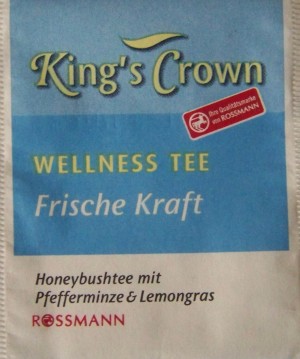 King's Crown
Ihre Qualitätsmarke
von ROSSMANN
WELLNESS TEE
Frische Kraft
Honeybushtee mit
Pfefferminze & Lemongras
ROSSMANN